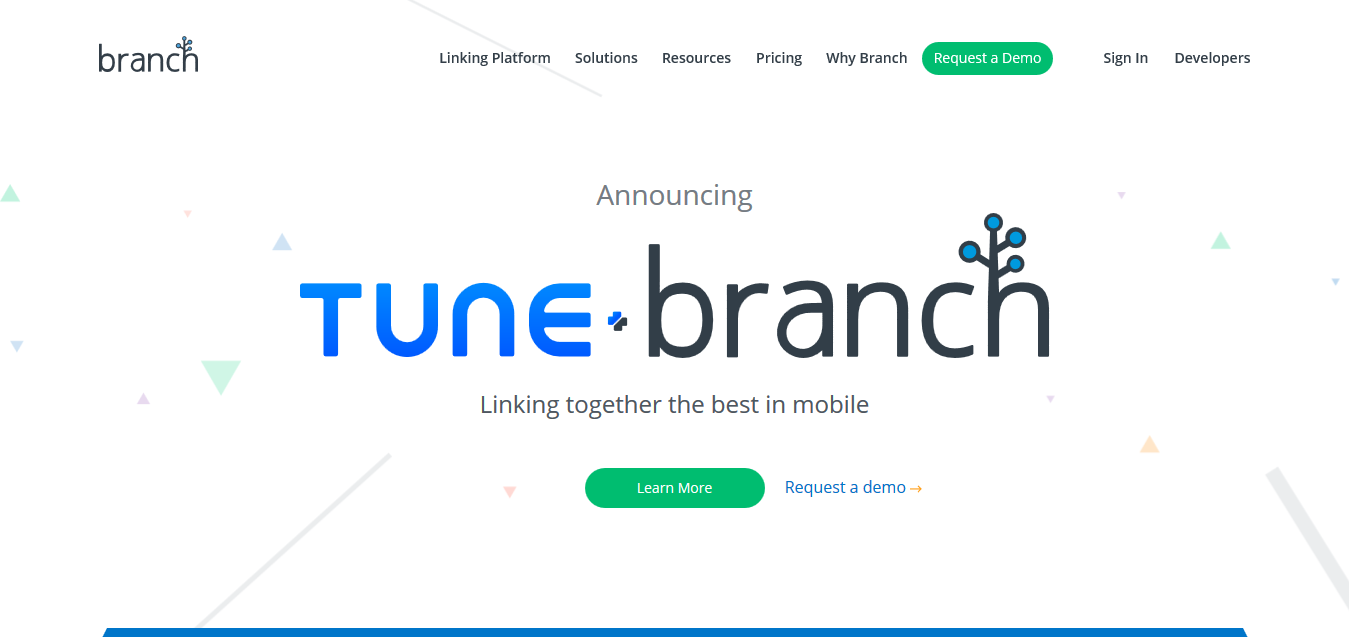 branch Linking Platform Solutions Resources Pricing Why Branch Request a Demo Sign In Developers
Announcing
TUNE + branch
Linking together the best in mobile
Learn More Request a demo →